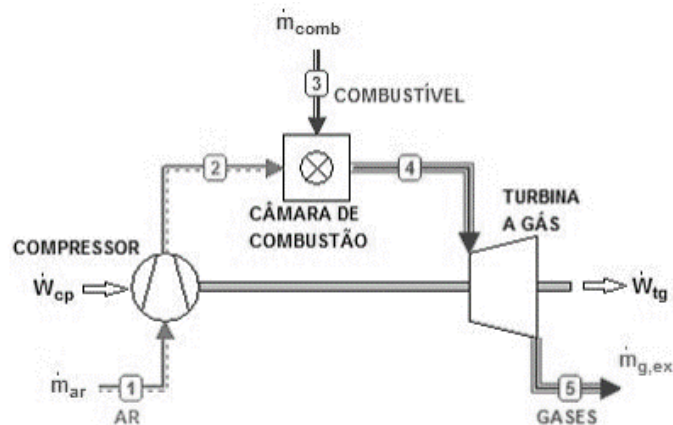 ṁcomb
3
COMBUSTÍVEL
2
4
CÂMARA DE
COMBUSTÃO
TURBINA
A GÁS
COMPRESSOR
Ẇcp
Ẇtg
ṁar
1
AR
ṁg,ex
5
GASES